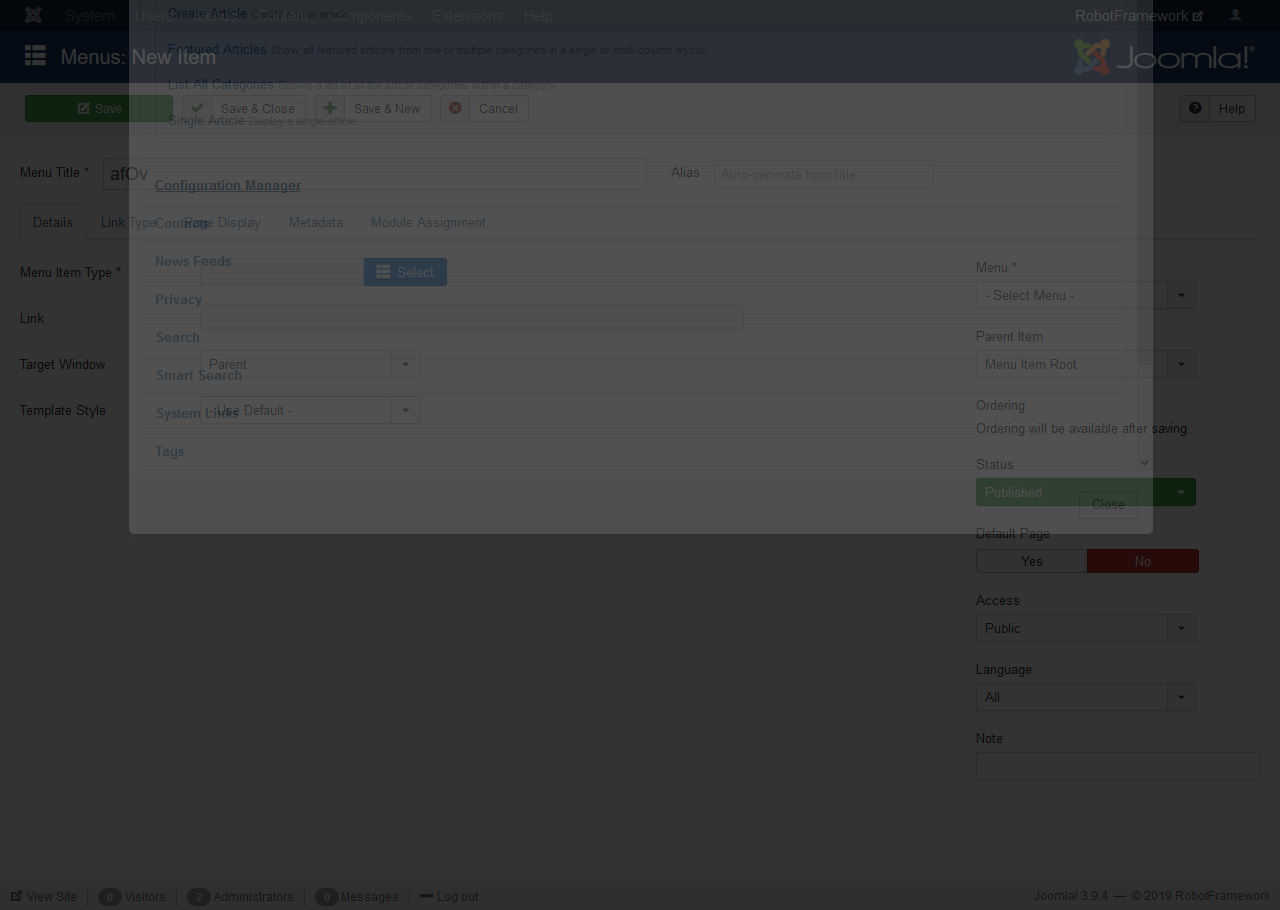 System Users Menus Content Components Extensions Help RobotFramework
Create Article Create a new article.
Menus: New Item Joomla!®
Featured Articles Show all featured articles from one or multiple categories in a single or multi-column layout.
List All Categories Shows a list of all the article categories within a category.
Save Save & Close Save & New Cancel Help
Single Article Display a single article.
Menu Title * afOv Alias Auto-generate from title
Configuration Manager
Details Link Type Page Display Metadata Module Assignment
Contacts
News Feeds
Menu Item Type * Select Menu *
- Select Menu -
Privacy
Link
Search Parent Item
Target Window Parent Menu Item Root
Smart Search
Template Style - Use Default - Ordering
System Links
Ordering will be available after saving.
Tags
Status
Published
Close
Default Page
Yes No
Access
Public
Language
All
Note
View Site 0 Visitors 2 Administrators 0 Messages Log out Joomla! 3.9.4 — © 2019 RobotFramework